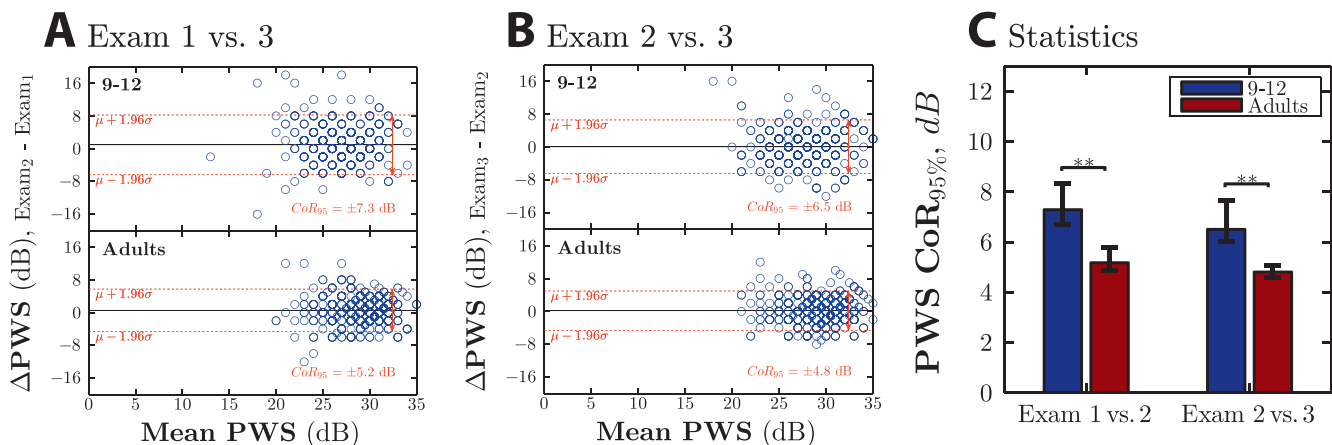 A Exam 1 vs. 3
ΔPWS (dB), Exam₂ - Exam₁
16
8
0
−8
−16
9-12
μ+1.96σ
μ−1.96σ
CoR₉₅ = ±7.3 dB
16
8
0
−8
−16
Adults
μ+1.96σ
μ−1.96σ
CoR₉₅ = ±5.2 dB
0 5 10 15 20 25 30 35
Mean PWS (dB)
B Exam 2 vs. 3
ΔPWS (dB), Exam₃ - Exam₂
16
8
0
−8
−16
9-12
μ+1.96σ
μ−1.96σ
CoR₉₅ = ±6.5 dB
16
8
0
−8
−16
Adults
μ+1.96σ
μ−1.96σ
CoR₉₅ = ±4.8 dB
0 5 10 15 20 25 30 35
Mean PWS (dB)
C Statistics
PWS CoR₉₅%, dB
12
10
8
6
4
2
0
9-12
Adults
**
**
Exam 1 vs. 2 Exam 2 vs. 3